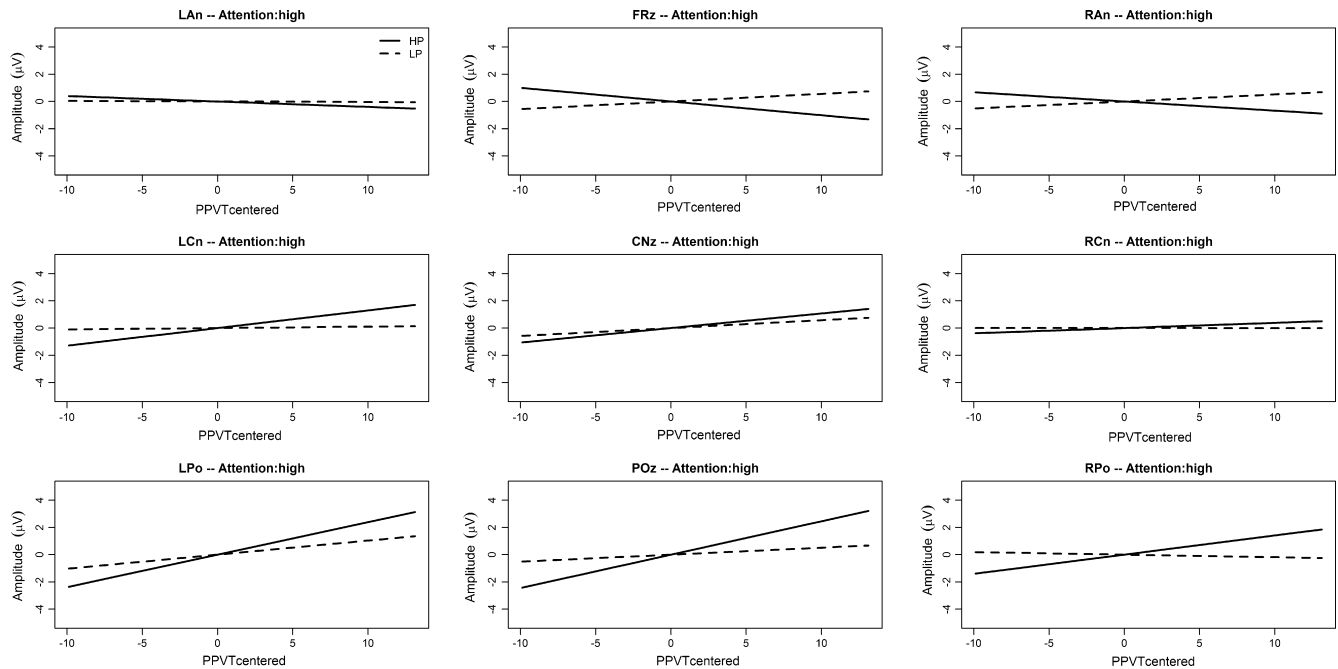 LAn -- Attention:high
Amplitude (μV)
4
2
0
-2
-4
HP
LP
-10 -5 0 5 10
PPVTcentered
FRz -- Attention:high
Amplitude (μV)
4
2
0
-2
-4
-10 -5 0 5 10
PPVTcentered
RAn -- Attention:high
Amplitude (μV)
4
2
0
-2
-4
-10 -5 0 5 10
PPVTcentered
LCn -- Attention:high
Amplitude (μV)
4
2
0
-2
-4
-10 -5 0 5 10
PPVTcentered
CNz -- Attention:high
Amplitude (μV)
4
2
0
-2
-4
-10 -5 0 5 10
PPVTcentered
RCn -- Attention:high
Amplitude (μV)
4
2
0
-2
-4
-10 -5 0 5 10
PPVTcentered
LPo -- Attention:high
Amplitude (μV)
4
2
0
-2
-4
-10 -5 0 5 10
PPVTcentered
POz -- Attention:high
Amplitude (μV)
4
2
0
-2
-4
-10 -5 0 5 10
PPVTcentered
RPo -- Attention:high
Amplitude (μV)
4
2
0
-2
-4
-10 -5 0 5 10
PPVTcentered